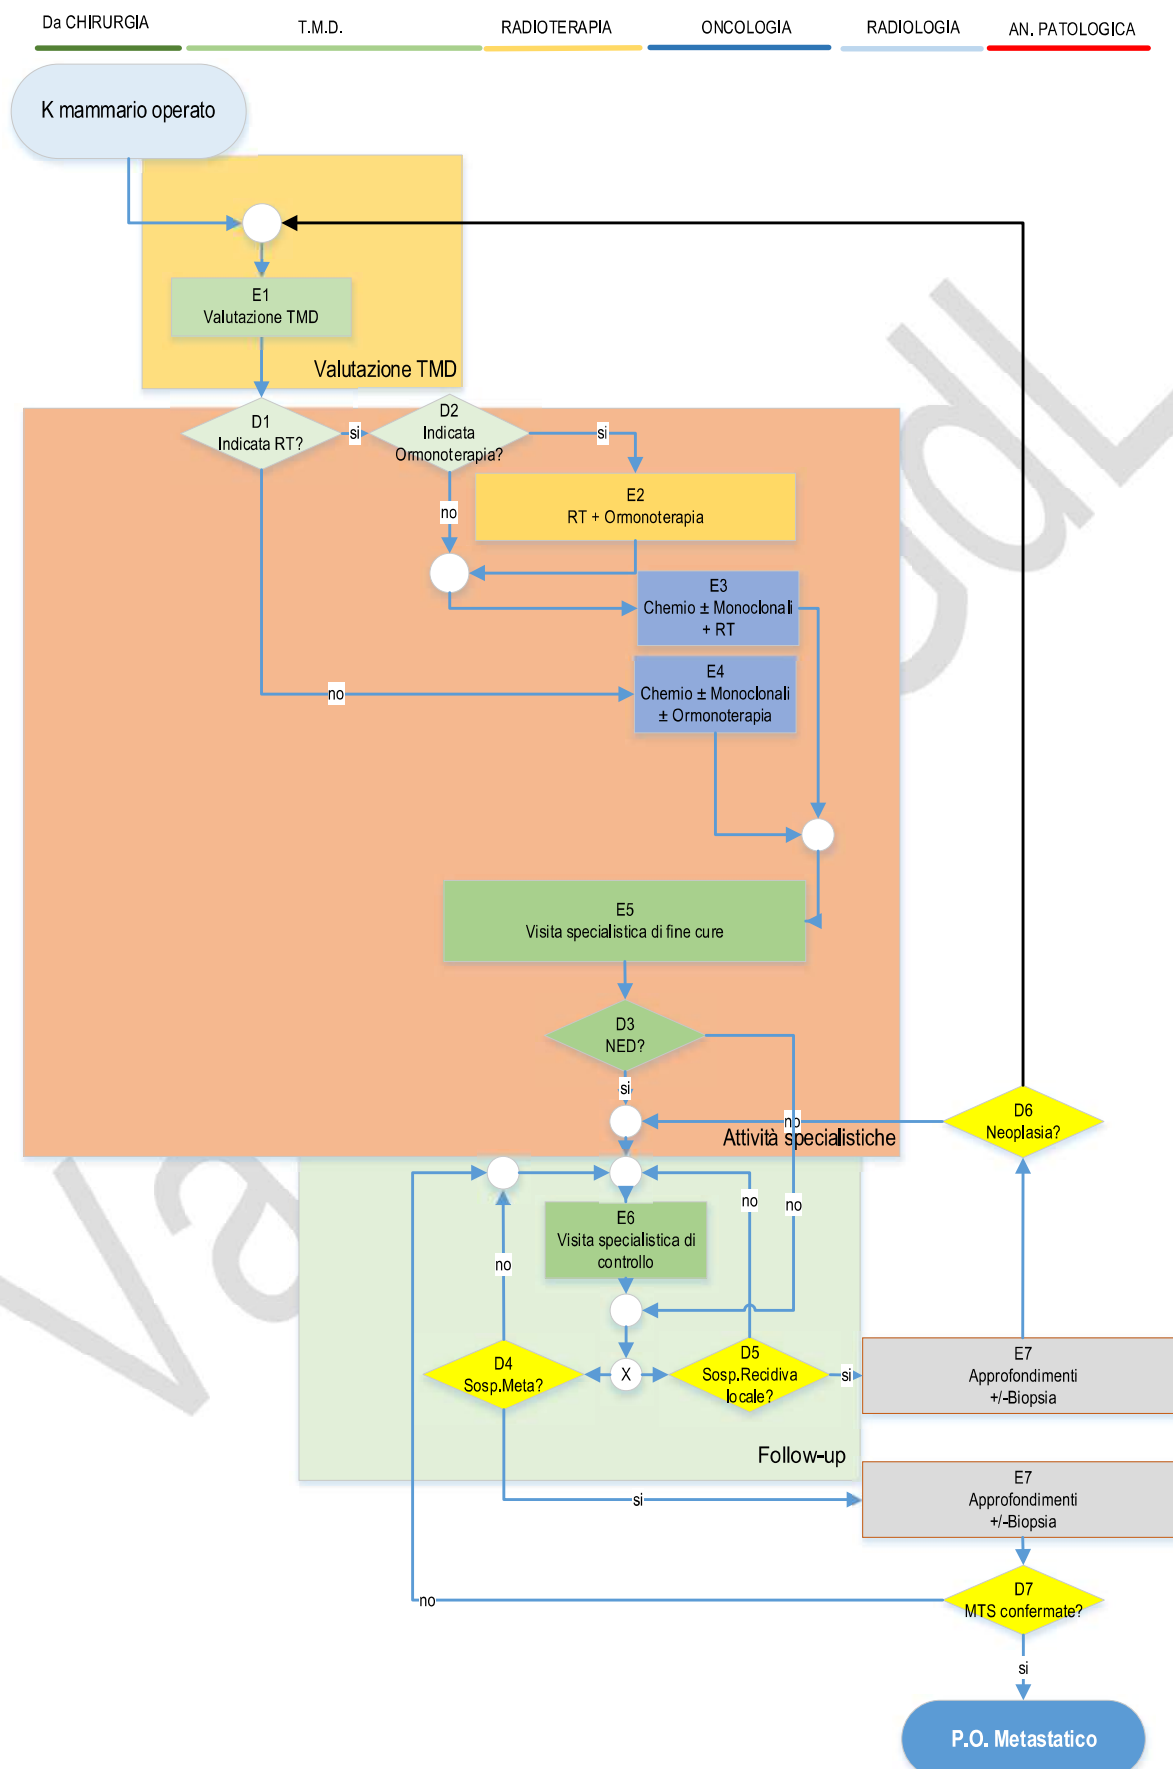 Da CHIRURGIA
T.M.D.
RADIOTERAPIA
ONCOLOGIA
RADIOLOGIA
AN. PATOLOGICA
K mammario operato
E1
Valutazione TMD
Valutazione TMD
D1
Indicata RT?
si
D2
Indicata
Ormonoterapia?
si
no
E2
RT + Ormonoterapia
E3
Chemio ± Monoclonali
+ RT
no
E4
Chemio ± Monoclonali
± Ormonoterapia
E5
Visita specialistica di fine cure
D3
NED?
si
no
D6
Neoplasia?
Attività specialistiche
no
no
E6
Visita specialistica di
controllo
no
D4
Sosp.Meta?
X
D5
Sosp.Recidiva
locale?
si
E7
Approfondimenti
+/-Biopsia
Follow-up
si
E7
Approfondimenti
+/-Biopsia
no
D7
MTS confermate?
si
P.O. Metastatico